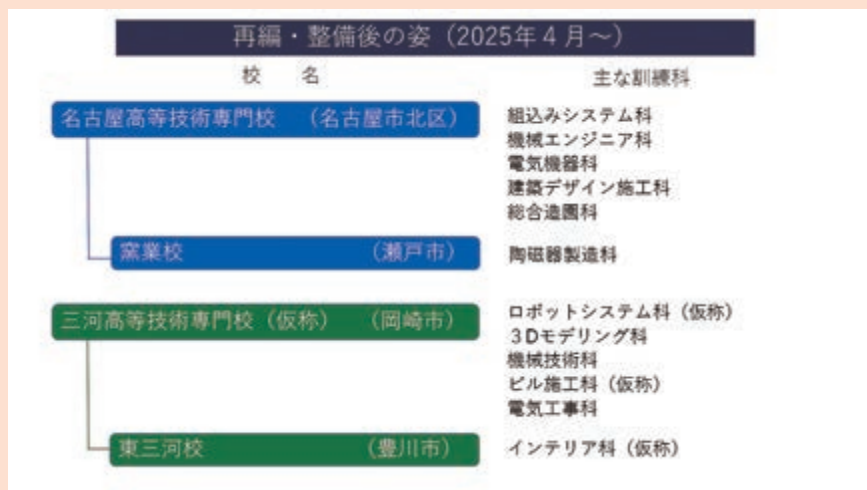 再編・整備後の姿（2025年４月～）
校　　名　　主な訓練科
名古屋高等技術専門校　（名古屋市北区）
組込みシステム科
機械エンジニア科
電気機器科
建築デザイン施工科
総合造園科
窯業校　（瀬戸市）
陶磁器製造科
三河高等技術専門校（仮称）　（岡崎市）
ロボットシステム科（仮称）
３Dモデリング科
機械技術科
ビル施工科（仮称）
電気工事科
東三河校　（豊川市）
インテリア科（仮称）